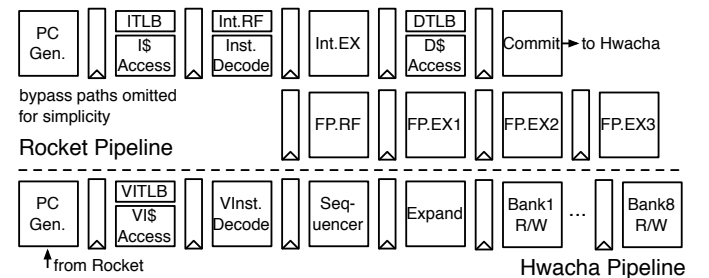 PC
Gen.
ITLB
I$
Access
Int.RF
Inst.
Decode
Int.EX
DTLB
D$
Access
Commit
to Hwacha
bypass paths omitted
for simplicity
Rocket Pipeline
FP.RF
FP.EX1
FP.EX2
FP.EX3
PC
Gen.
VITLB
VI$
Access
VInst.
Decode
Seq-
uencer
Expand
Bank1
R/W
...
Bank8
R/W
from Rocket
Hwacha Pipeline